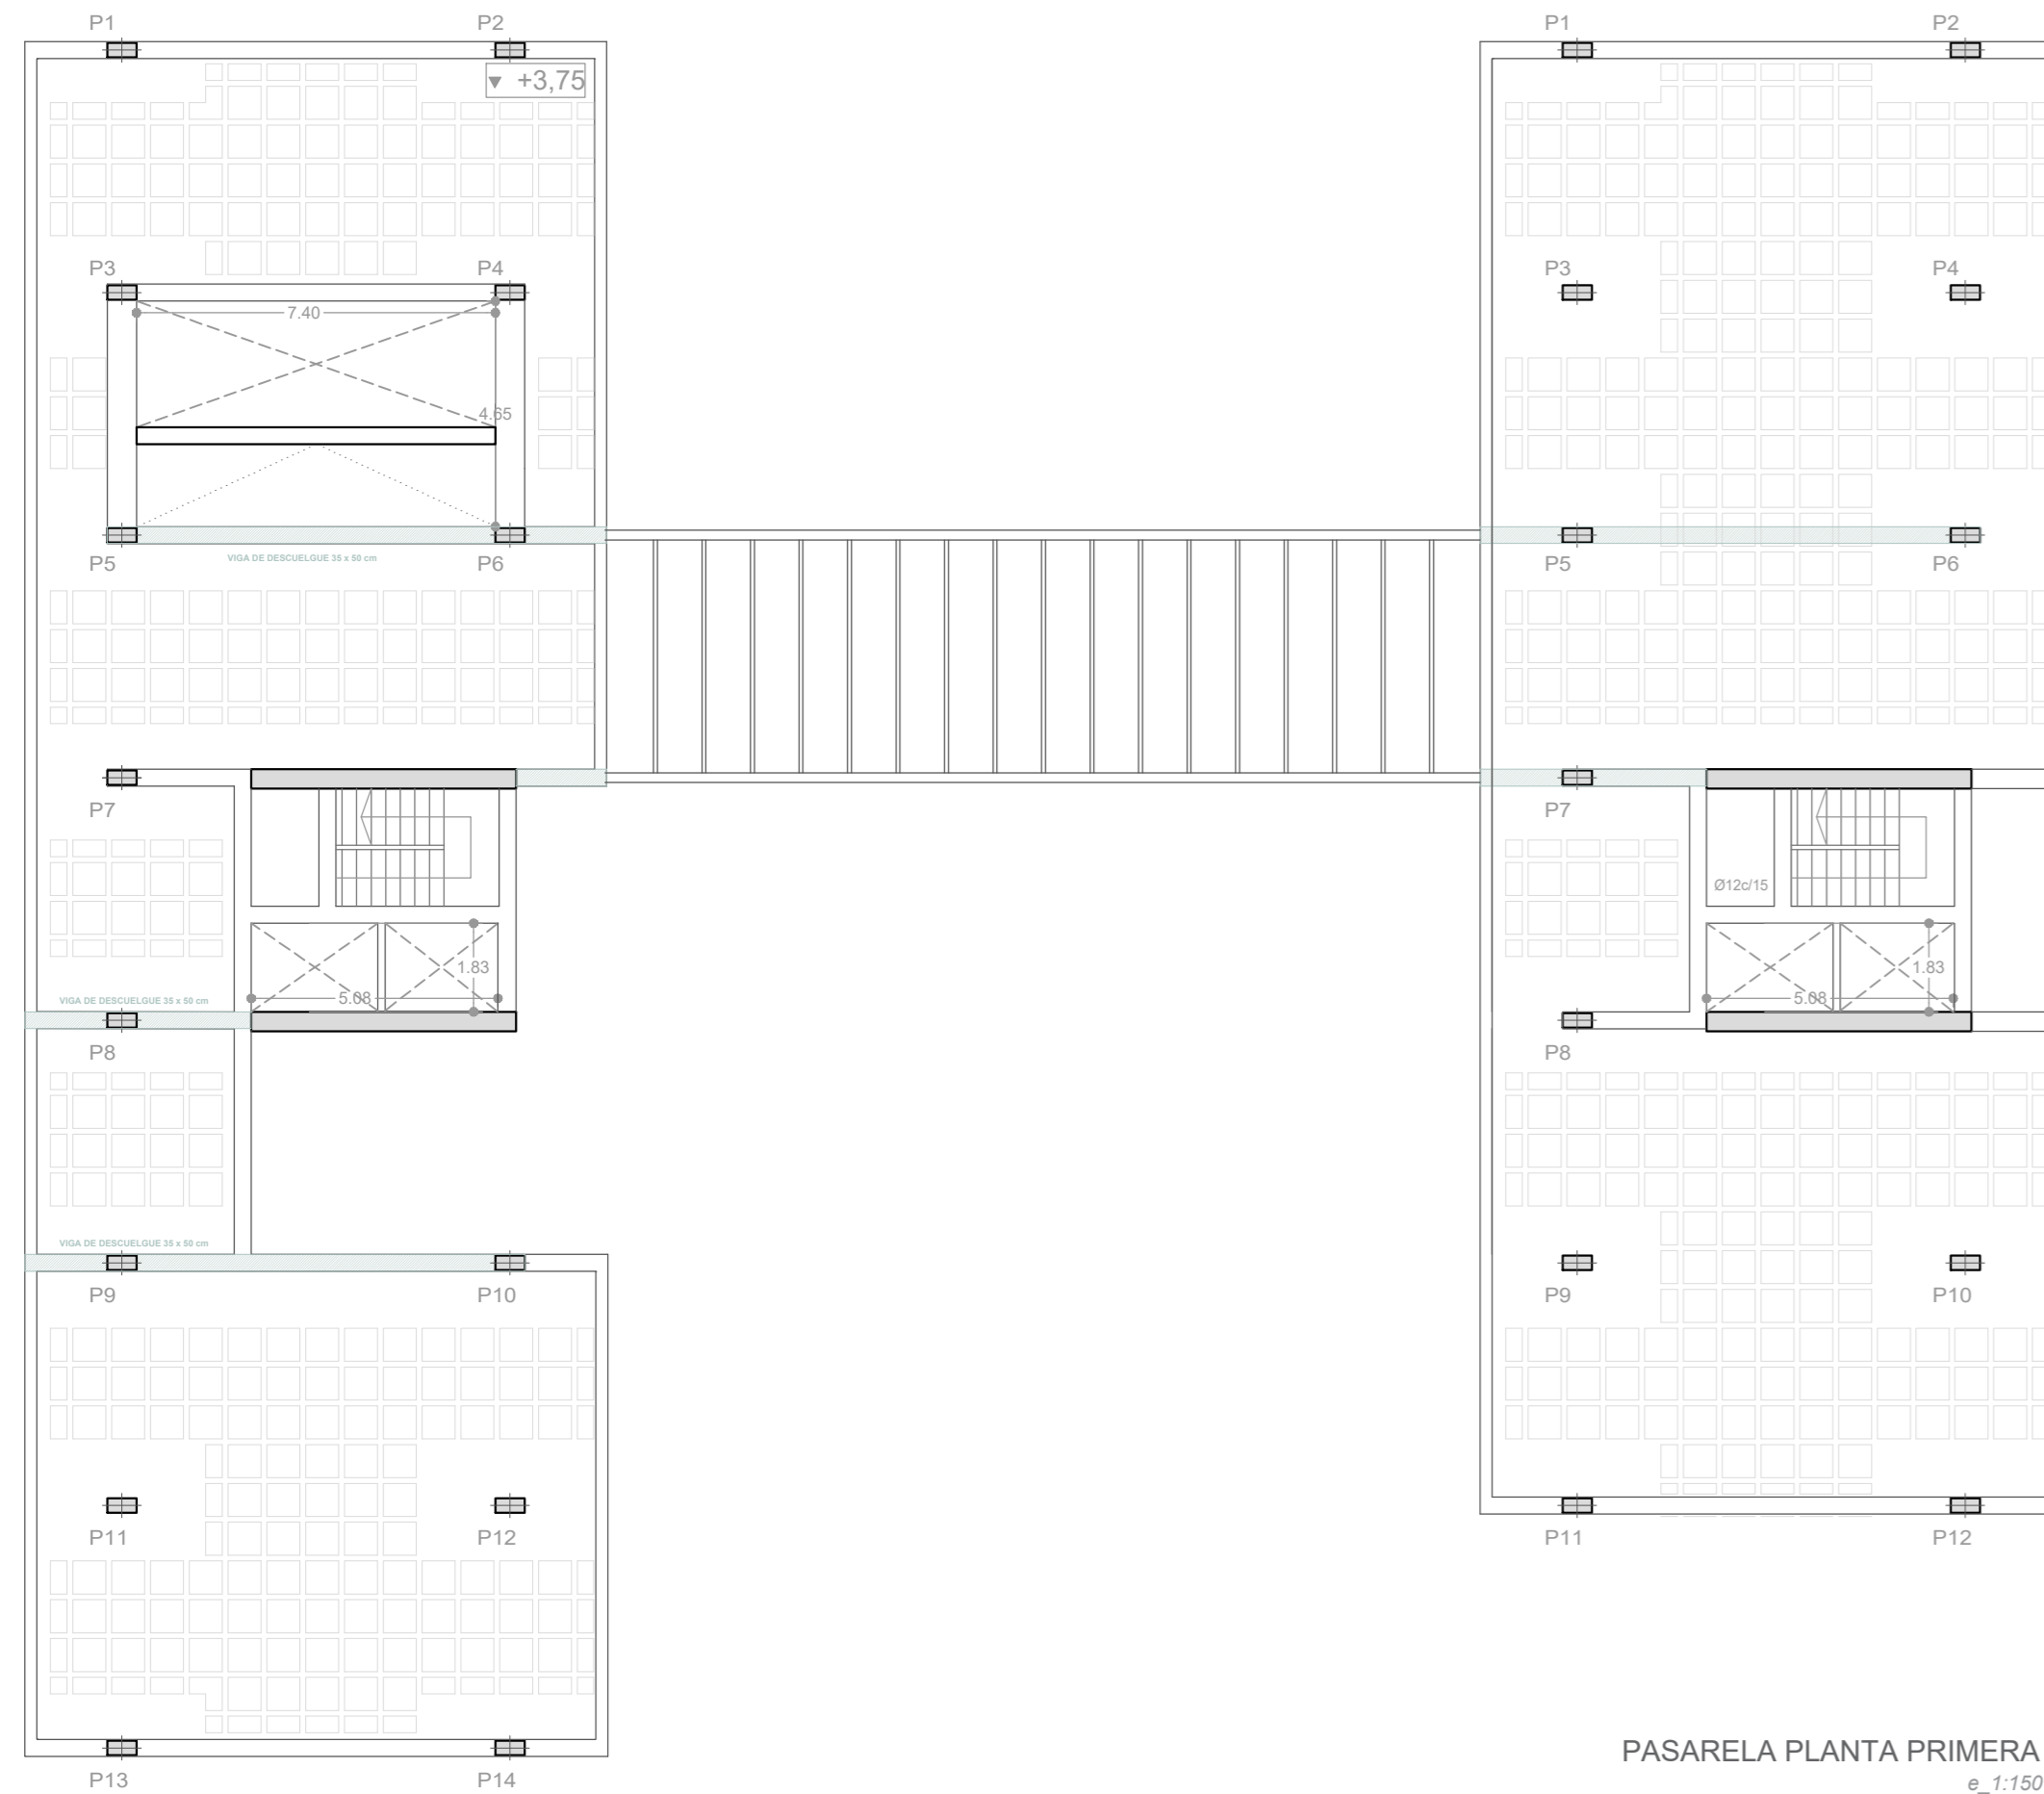 P1
P2
P1
P2
▼ +3,75
P3
P4
P3
P4
7.40
4.65
P5
VIGA DE DESCUELGUE 35 x 50 cm
P6
P5
P6
P7
P7
Ø12c/15
1.83
1.83
5.08
5.08
VIGA DE DESCUELGUE 35 x 50 cm
P8
P8
VIGA DE DESCUELGUE 35 x 50 cm
P9
P10
P9
P10
P11
P12
P11
P12
PASARELA PLANTA PRIMERA
e_1:150
P13
P14